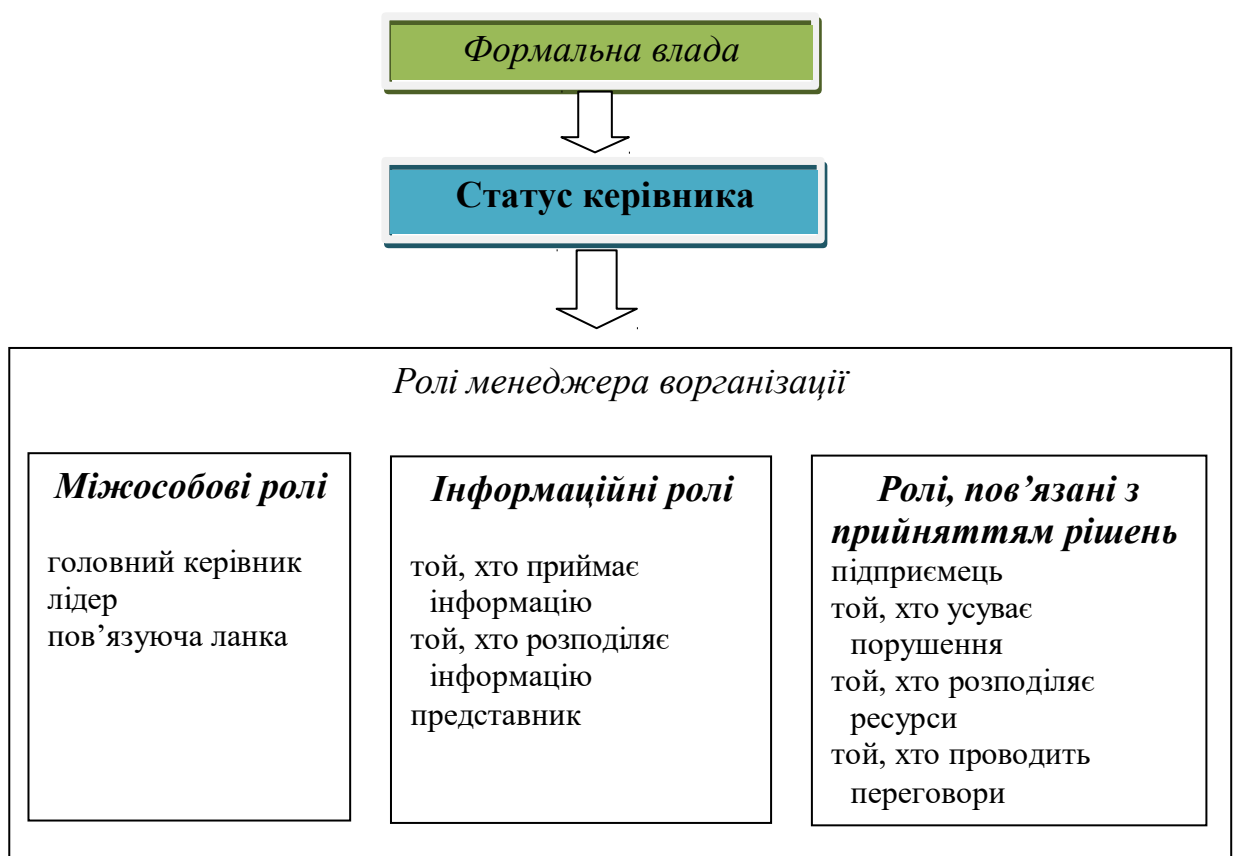 Формальна влада
Статус керівника
Ролі менеджера ворганізації
Міжособові ролі
головний керівник
лідер
пов’язуюча ланка
Інформаційні ролі
той, хто приймає
інформацію
той, хто розподіляє
інформацію
представник
Ролі, пов’язані з
прийняттям рішень
підприємець
той, хто усуває
порушення
той, хто розподіляє
ресурси
той, хто проводить
переговори